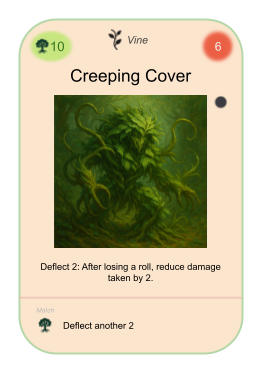 10
Vine
6
Creeping Cover
Deflect 2: After losing a roll, reduce damage
taken by 2.
Match
Deflect another 2